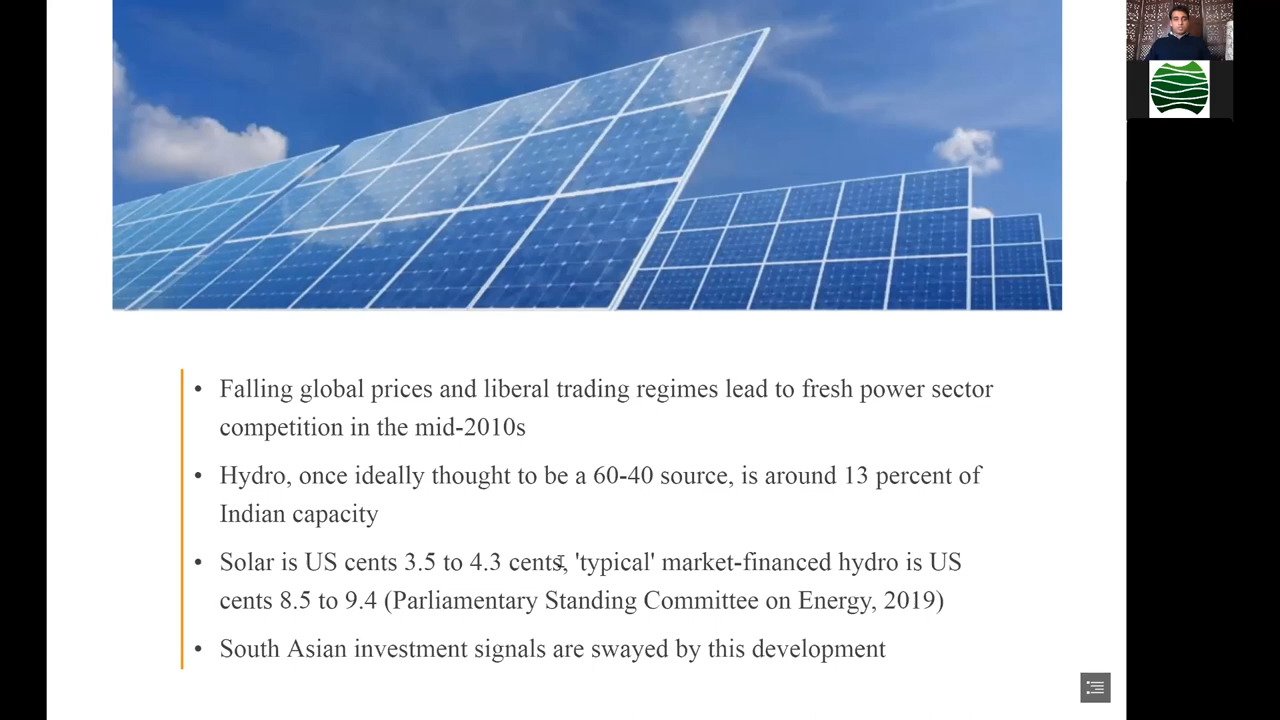 • Falling global prices and liberal trading regimes lead to fresh power sector
competition in the mid-2010s
• Hydro, once ideally thought to be a 60-40 source, is around 13 percent of
Indian capacity
• Solar is US cents 3.5 to 4.3 cents, 'typical' market-financed hydro is US
cents 8.5 to 9.4 (Parliamentary Standing Committee on Energy, 2019)
• South Asian investment signals are swayed by this development